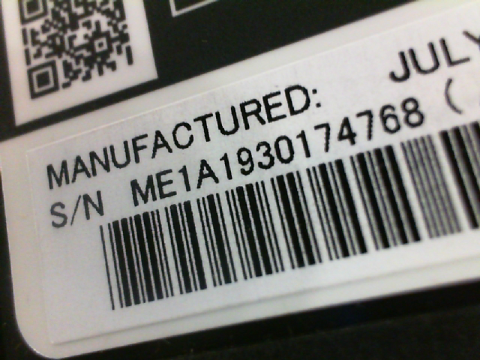 MANUFACTURED: JULY
S/N ME1A1930174768 (